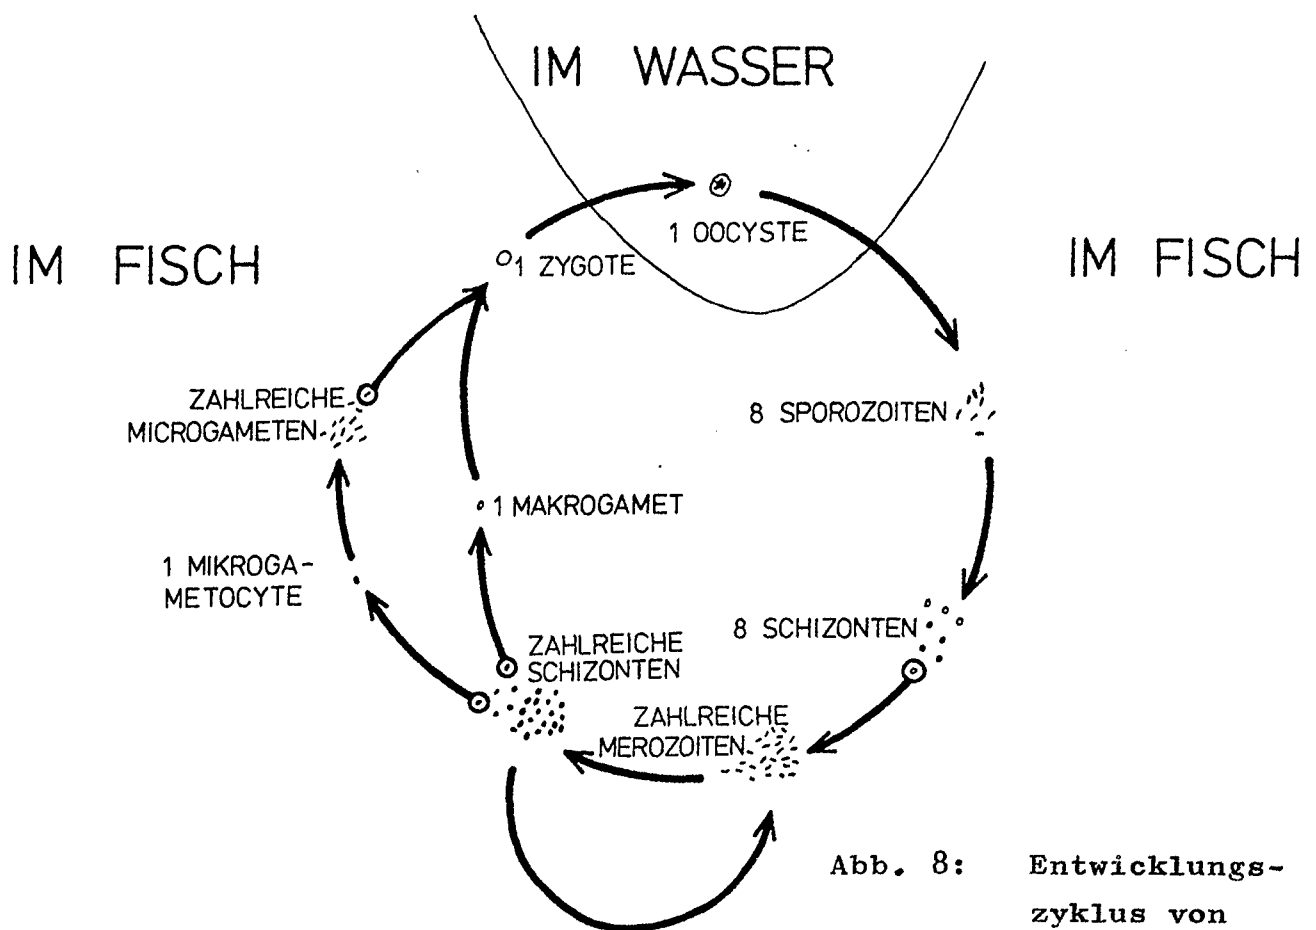 IM WASSER
IM FISCH
IM FISCH
1 OOCYSTE
1 ZYGOTE
ZAHLREICHE
MICROGAMETEN
8 SPOROZOITEN
1 MAKROGAMET
1 MIKROGA-
METOCYTE
8 SCHIZONTEN
ZAHLREICHE
SCHIZONTEN
ZAHLREICHE
MEROZOITEN
Abb. 8: Entwicklungs-
zyklus von